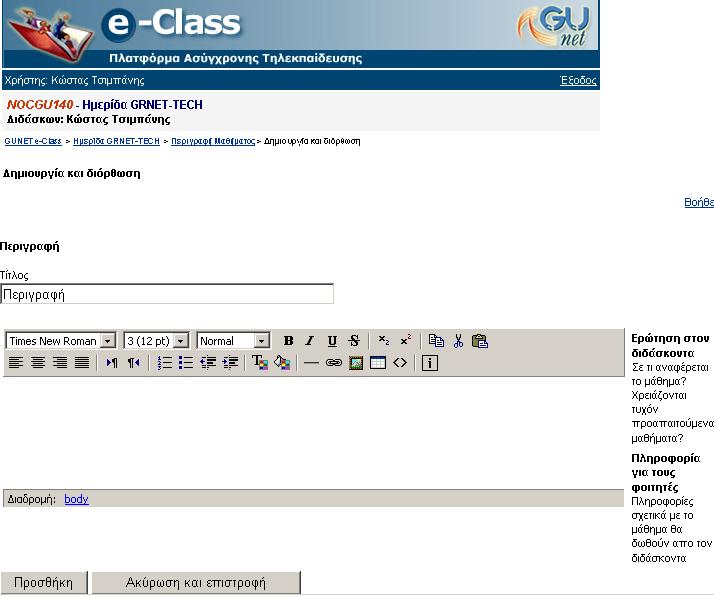 e-Class
GU net
Πλατφόρμα Ασύγχρονης Τηλεκπαίδευσης
Χρήστης: Κώστας Τσιμπάνης Έξοδος
NOCGU140 - Ημερίδα GRNET-TECH
Διδάσκων: Κώστας Τσιμπάνης
GUNET e-Class > Ημερίδα GRNET-TECH > Περιγραφή Μαθήματος > Δημιουργία και διόρθωση
Δημιουργία και διόρθωση
Βοήθε
Περιγραφή
Τίτλος
Περιγραφή
Times New Roman 3 (12 pt) Normal B I U S x₂ x²
Ερώτηση στον
διδάσκοντα
Σε τι αναφέρεται
το μάθημα?
Χρειάζονται
τυχόν
προαπαιτούμενα
μαθήματα?
Πληροφορία
για τους
φοιτητές
Πληροφορίες
σχετικά με το
μάθημα θα
δωθούν απο τον
διδάσκοντα
Διαδρομή: body
Προσθήκη Ακύρωση και επιστροφή